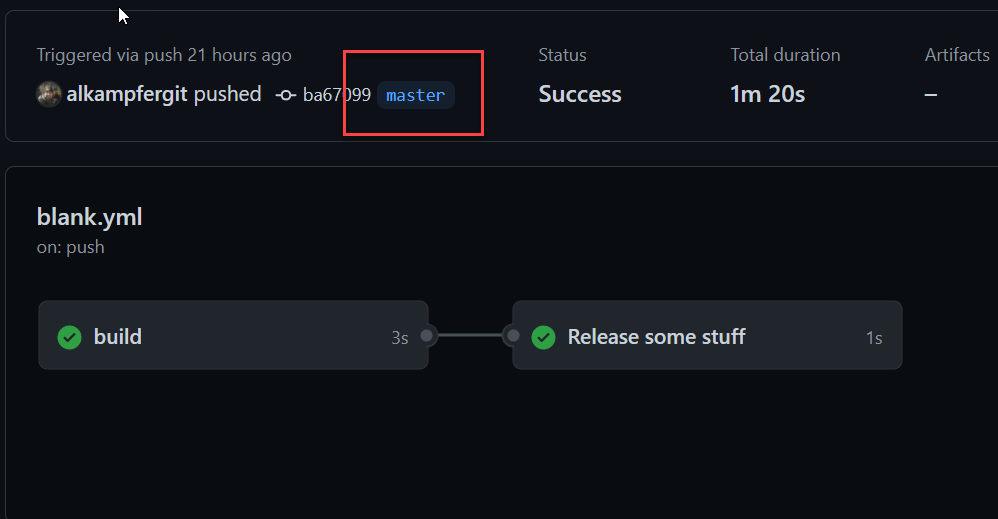 Triggered via push 21 hours ago
alkampfergit pushed ba67099 master
Status
Success
Total duration
1m 20s
Artifacts
–
blank.yml
on: push
build 3s
Release some stuff 1s